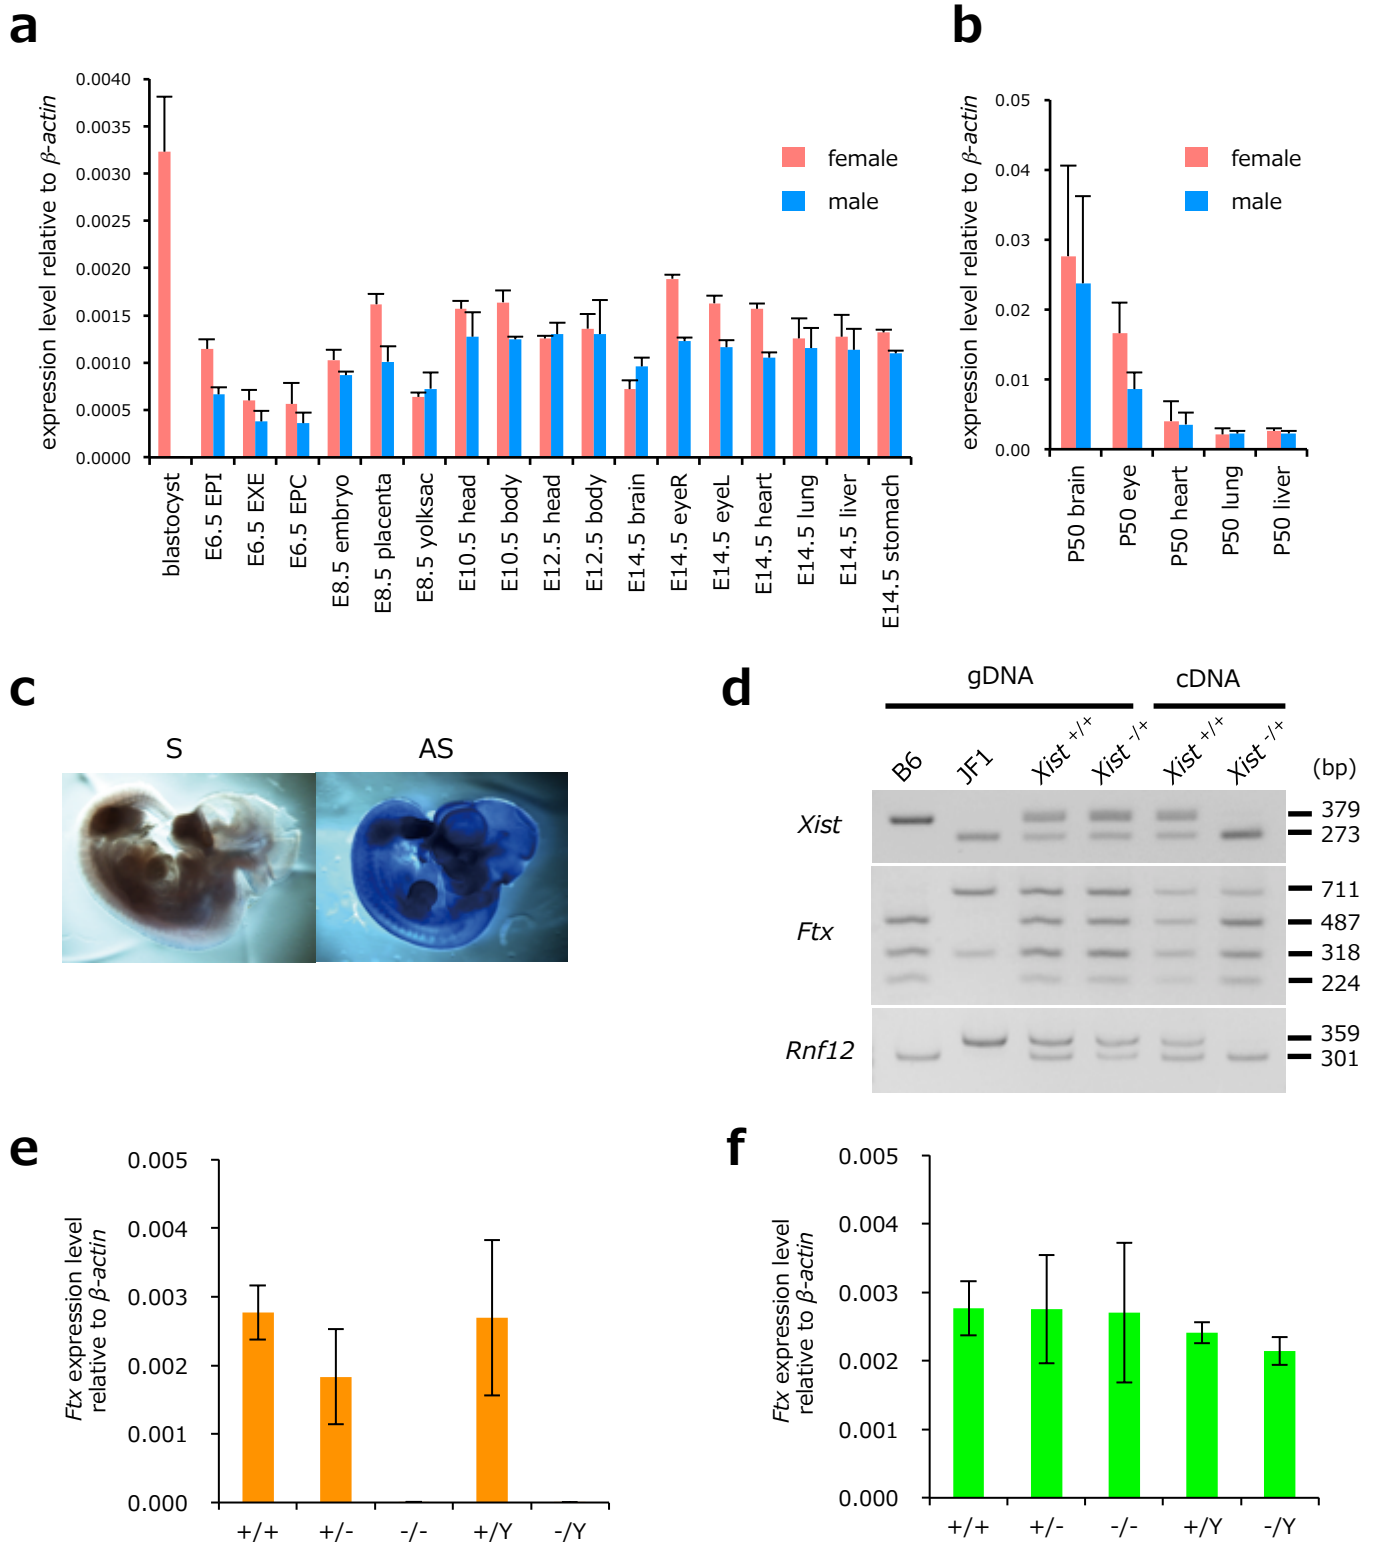 a
expression level relative to β-actin
0.0040
0.0035
0.0030
0.0025
0.0020
0.0015
0.0010
0.0005
0.0000
female
male
blastocyst
E6.5 EPI
E6.5 EXE
E6.5 EPC
E8.5 embryo
E8.5 placenta
E8.5 yolksac
E10.5 head
E10.5 body
E12.5 head
E12.5 body
E14.5 brain
E14.5 eyeR
E14.5 eyeL
E14.5 heart
E14.5 lung
E14.5 liver
E14.5 stomach
b
expression level relative to β-actin
0.05
0.04
0.03
0.02
0.01
0.00
female
male
P50 brain
P50 eye
P50 heart
P50 lung
P50 liver
c
S AS
d
gDNA cDNA
B6 JF1 Xist +/+ Xist -/+ Xist +/+ Xist -/+ (bp)
Xist
379
273
Ftx
711
487
318
224
Rnf12
359
301
e
Ftx expression level
relative to β-actin
0.005
0.004
0.003
0.002
0.001
0.000
+/+ +/- -/- +/Y -/Y
f
Ftx expression level
relative to β-actin
0.005
0.004
0.003
0.002
0.001
0.000
+/+ +/- -/- +/Y -/Y